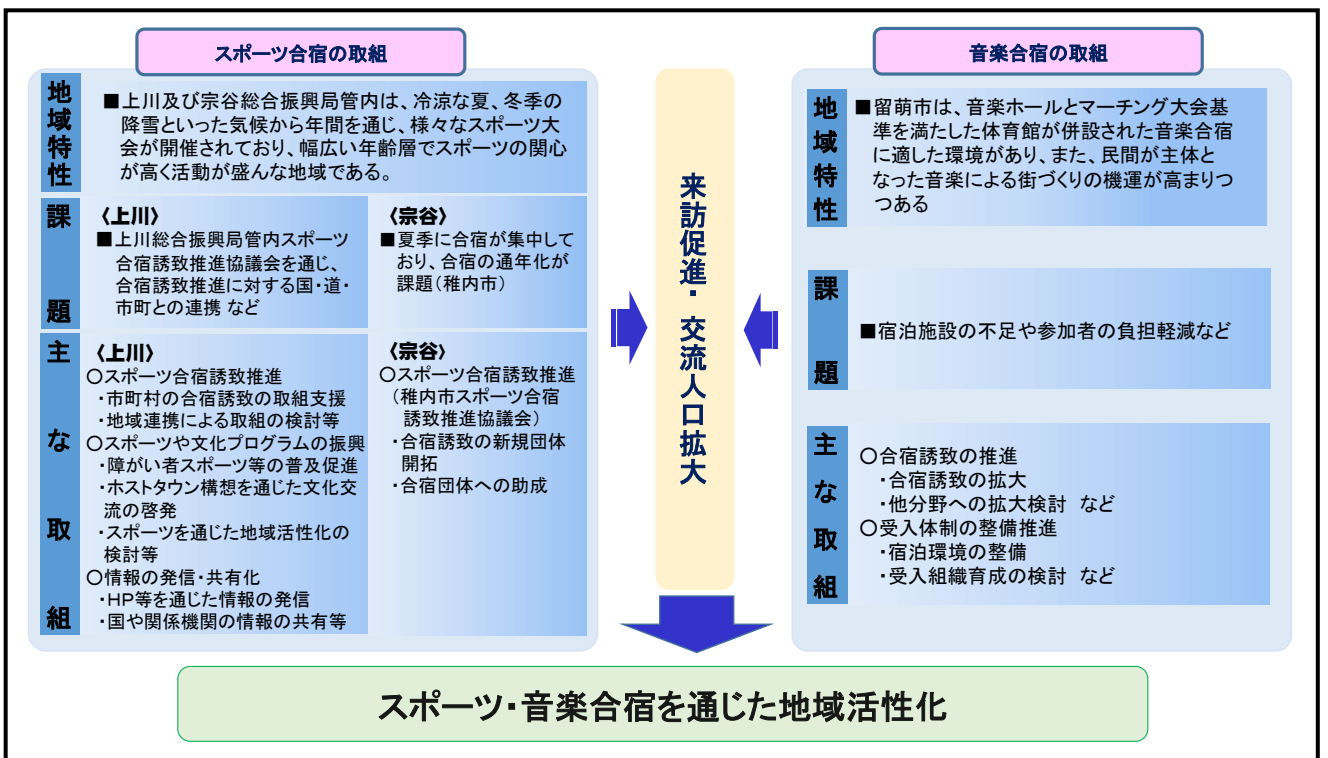 スポーツ合宿の取組
地域特性
■上川及び宗谷総合振興局管内は、冷涼な夏、冬季の
降雪といった気候から年間を通じ、様々なスポーツ大
会が開催されており、幅広い年齢層でスポーツの関心
が高く活動が盛んな地域である。
課題
〈上川〉
■上川総合振興局管内スポーツ
合宿誘致推進協議会を通じ、
合宿誘致推進に対する国・道・
市町との連携 など
〈宗谷〉
■夏季に合宿が集中して
おり、合宿の通年化が
課題(稚内市)
主な取組
〈上川〉
○スポーツ合宿誘致推進
・市町村の合宿誘致の取組支援
・地域連携による取組の検討等
○スポーツや文化プログラムの振興
・障がい者スポーツ等の普及促進
・ホストタウン構想を通じた文化交
流の啓発
・スポーツを通じた地域活性化の
検討等
○情報の発信・共有化
・HP等を通じた情報の発信
・国や関係機関の情報の共有等
〈宗谷〉
○スポーツ合宿誘致推進
(稚内市スポーツ合宿
誘致推進協議会)
・合宿誘致の新規団体
開拓
・合宿団体への助成
来訪促進・交流人口拡大
音楽合宿の取組
地域特性
■留萌市は、音楽ホールとマーチング大会基
準を満たした体育館が併設された音楽合宿
に適した環境があり、また、民間が主体と
なった音楽による街づくりの機運が高まりつ
つある
課題
■宿泊施設の不足や参加者の負担軽減など
主な取組
○合宿誘致の推進
・合宿誘致の拡大
・他分野への拡大検討 など
○受入体制の整備推進
・宿泊環境の整備
・受入組織育成の検討 など
スポーツ・音楽合宿を通じた地域活性化